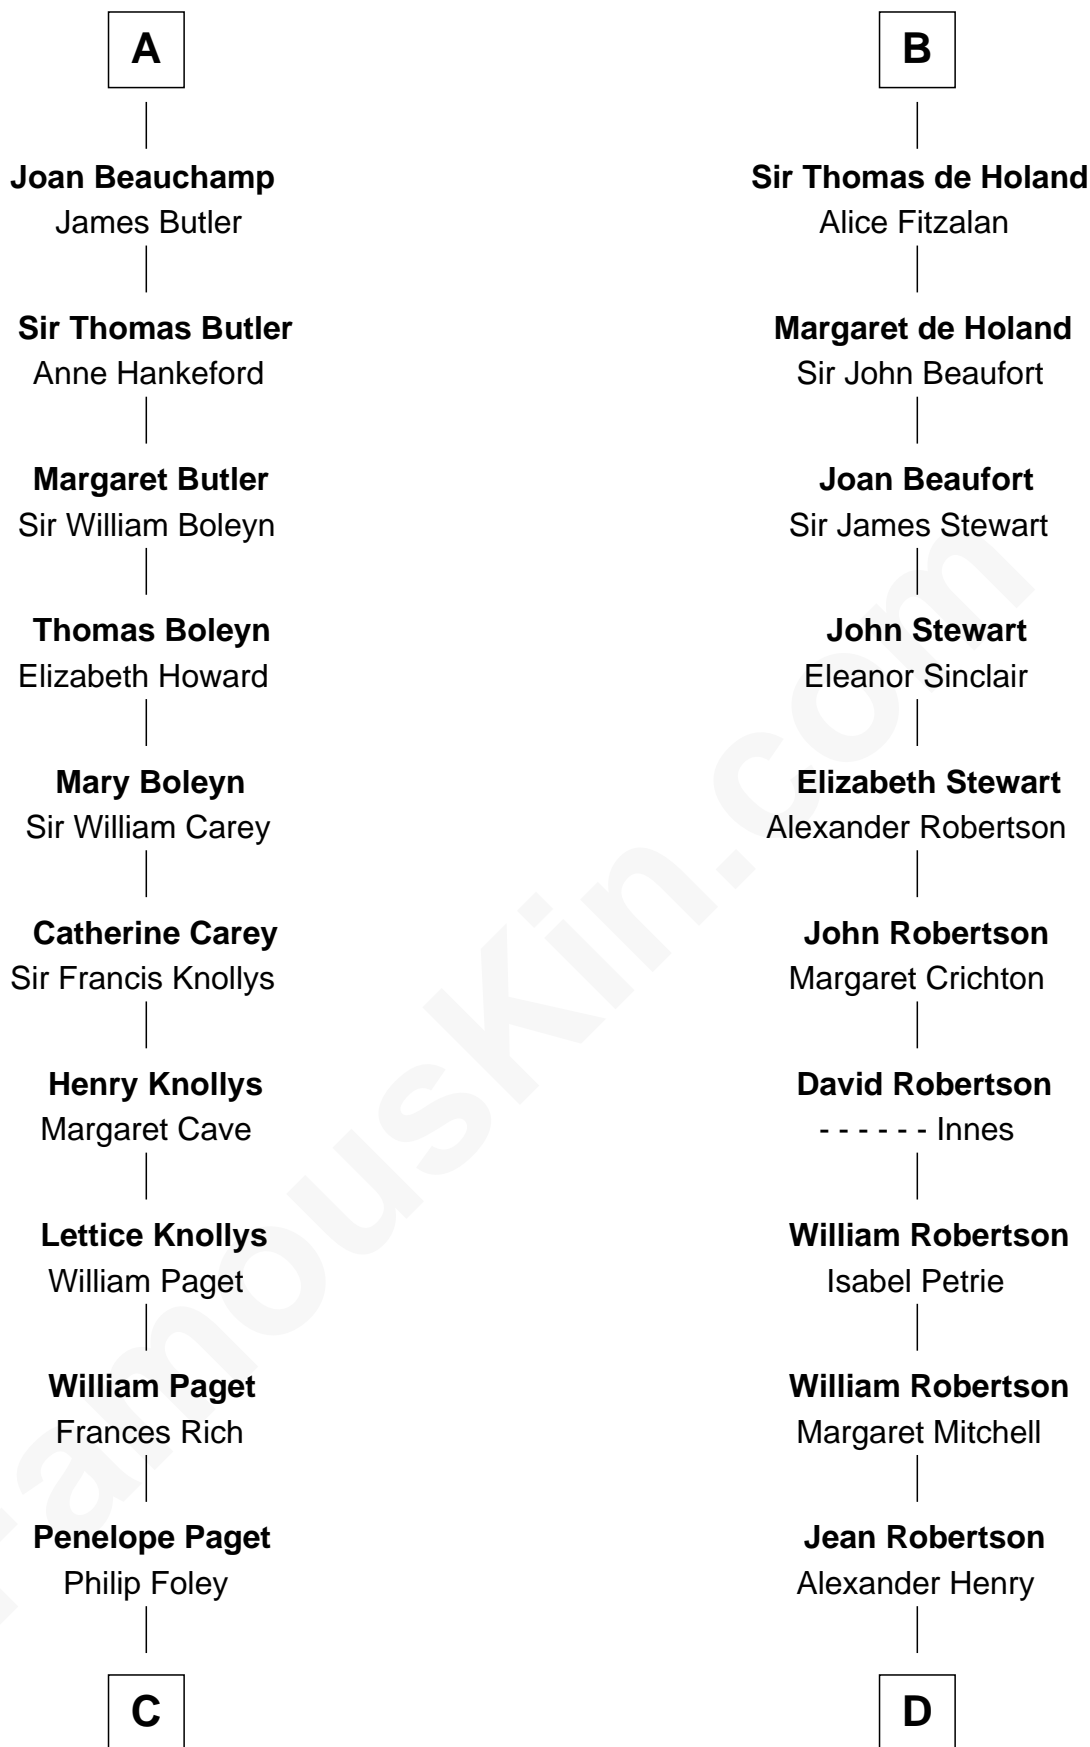 A
Joan Beauchamp
James Butler
Sir Thomas Butler
Anne Hankeford
Margaret Butler
Sir William Boleyn
Thomas Boleyn
Elizabeth Howard
Mary Boleyn
Sir William Carey
Catherine Carey
Sir Francis Knollys
Henry Knollys
Margaret Cave
Lettice Knollys
William Paget
William Paget
Frances Rich
Penelope Paget
Philip Foley
C
B
Sir Thomas de Holand
Alice Fitzalan
Margaret de Holand
Sir John Beaufort
Joan Beaufort
Sir James Stewart
John Stewart
Eleanor Sinclair
Elizabeth Stewart
Alexander Robertson
John Robertson
Margaret Crichton
David Robertson
- - - - - - Innes
William Robertson
Isabel Petrie
William Robertson
Margaret Mitchell
Jean Robertson
Alexander Henry
D
FamousKin.com